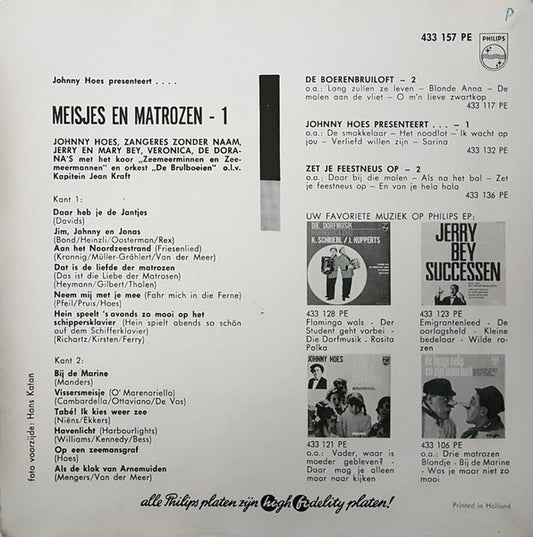 P
433 157 PE
PHILIPS
Johnny Hoes presenteert . . . .
MEISJES EN MATROZEN - 1
JOHNNY HOES, ZANGERES ZONDER NAAM,
JERRY EN MARY BEY, VERONICA, DE DORA-
NA'S met het koor „Zeemeerminnen en Zee-
meermannen" en orkest „De Brulboeien" o.l.v.
Kapitein Jean Kraft
Kant 1:
Daar heb je de Jantjes
(Davids)
Jim, Johnny en Jonas
(Bond/Heinzli/Oosterman/Rex)
Aan het Noordzeestrand (Friesenlied)
(Krannig/Müller-Grählert/Van der Meer)
Dat is de liefde der matrozen
(Das ist die Liebe der Matrosen)
(Heymann/Gilbert/Tholen)
Neem mij met je mee (Fahr mich in die Ferne)
(Pfeil/Pruis/Hoes)
Hein speelt 's avonds zo mooi op het
schippersklavier (Hein spielt abends so schön
auf dem Schifferklavier)
(Richartz/Kirsten/Ferry)
Kant 2:
Bij de Marine
(Manders)
Vissersmeisje (O' Marenariello)
(Cambardella/Ottaviano/De Vos)
Tabé! Ik kies weer zee
(Niëns/Ekkers)
Havenlicht (Harbourlights)
(Williams/Kennedy/Bess)
Op een zeemansgraf
(Hoes)
Als de klok van Arnemuiden
(Mengers/Van der Meer)
foto voorzijde: Hans Katan
DE BOERENBRUILOFT - 2
o.a.: Lang zullen ze leven - Blonde Anna - De
molen aan de vliet - O m'n lieve zwartkop
433 117 PE
JOHNNY HOES PRESENTEERT . . . - 1
o.a.: De smokkelaar - Het noodlot - Ik wacht op
jou - Verliefd willen zijn - Sarina
433 132 PE
ZET JE FEESTNEUS OP - 2
o.a.: Daar bij die molen - Als na het bal - Zet
je feestneus op - En van je hela hola
433 136 PE
UW FAVORIETE MUZIEK OP PHILIPS EP:
DIE DORFMUSIK
K. SCHRIEBL / J. HUPPERTS
433 128 PE
Flamingo wals - Der
Student geht vorbei -
Die Dorfmusik - Rosita
Polka
JERRY
BEY
SUCCESSEN
433 123 PE
Emigrantenleed - De
oorlagsheld - Kleine
bedelaar - Wilde ro-
zen
JOHNNY HOES
433 121 PE
o.a.: Vader, waar is
moeder gebleven? -
Daar mag je alleen
maar naar kijken
de lange nelis
433 106 PE
o.a.: Drie matrozen
Blondje - Bij de Marine
- Was je maar niet zo
mooi
alle Philips platen zijn high fidelity platen!
Printed in Holland